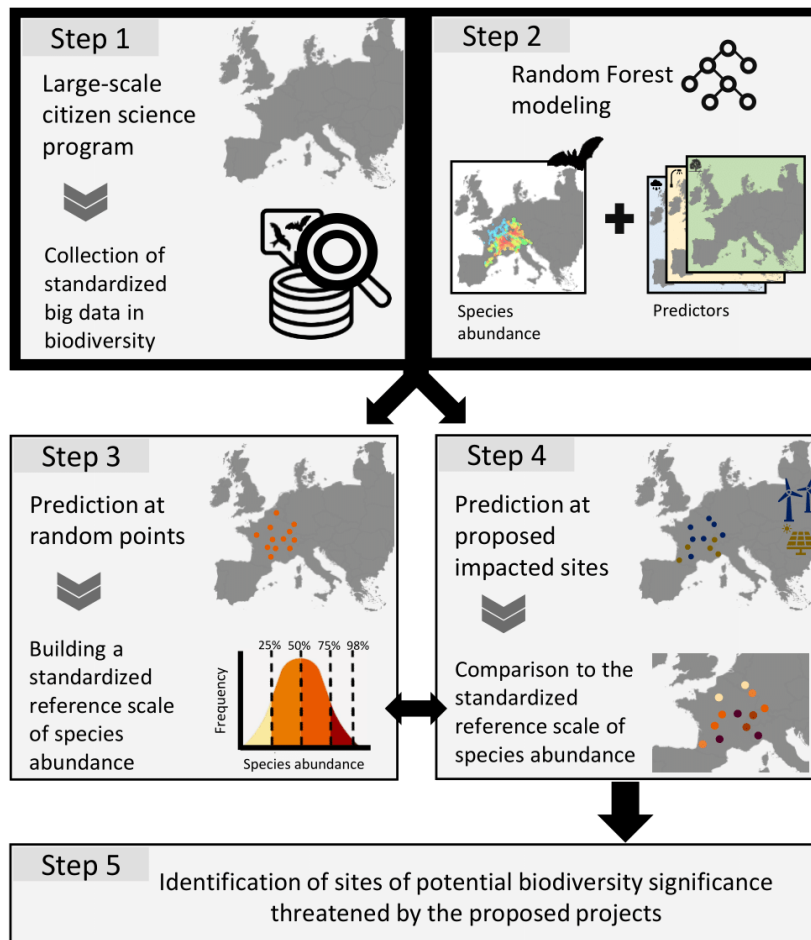 Step 1
Large-scale
citizen science
program
Collection of
standardized
big data in
biodiversity
Step 2
Random Forest
modeling
Species
abundance
Predictors
Step 3
Prediction at
random points
Building a
standardized
reference scale
of species
abundance
25% 50% 75% 98%
Frequency
Species abundance
Step 4
Prediction at
proposed
impacted sites
Comparison to the
standardized
reference scale of
species abundance
Step 5
Identification of sites of potential biodiversity significance
threatened by the proposed projects